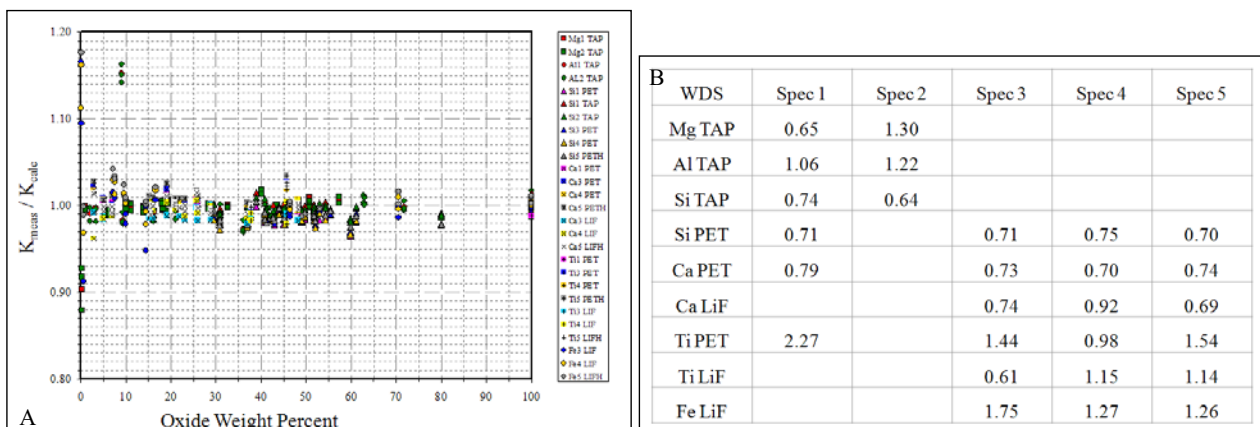 1.20
1.10
1.00
0.90
0.80
K meas / K calc
0 10 20 30 40 50 60 70 80 90 100
Oxide Weight Percent
A
Mg1 TAP
Mg2 TAP
Al1 TAP
AL2 TAP
Si1 PET
Si1 TAP
Si2 TAP
Si3 PET
Si4 PET
Si5 PETH
Ca1 PET
Ca3 PET
Ca4 PET
Ca5 PETH
Ca3 LIF
Ca4 LIF
Ca5 LIFH
Ti1 PET
Ti3 PET
Ti4 PET
Ti5 PETH
Ti3 LIF
Ti4 LIF
Ti5 LIFH
Fe3 LIF
Fe4 LIF
Fe5 LIFH
B
WDS Spec 1 Spec 2 Spec 3 Spec 4 Spec 5
Mg TAP 0.65 1.30
Al TAP 1.06 1.22
Si TAP 0.74 0.64
Si PET 0.71 0.71 0.75 0.70
Ca PET 0.79 0.73 0.70 0.74
Ca LiF 0.74 0.92 0.69
Ti PET 2.27 1.44 0.98 1.54
Ti LiF 0.61 1.15 1.14
Fe LiF 1.75 1.27 1.26